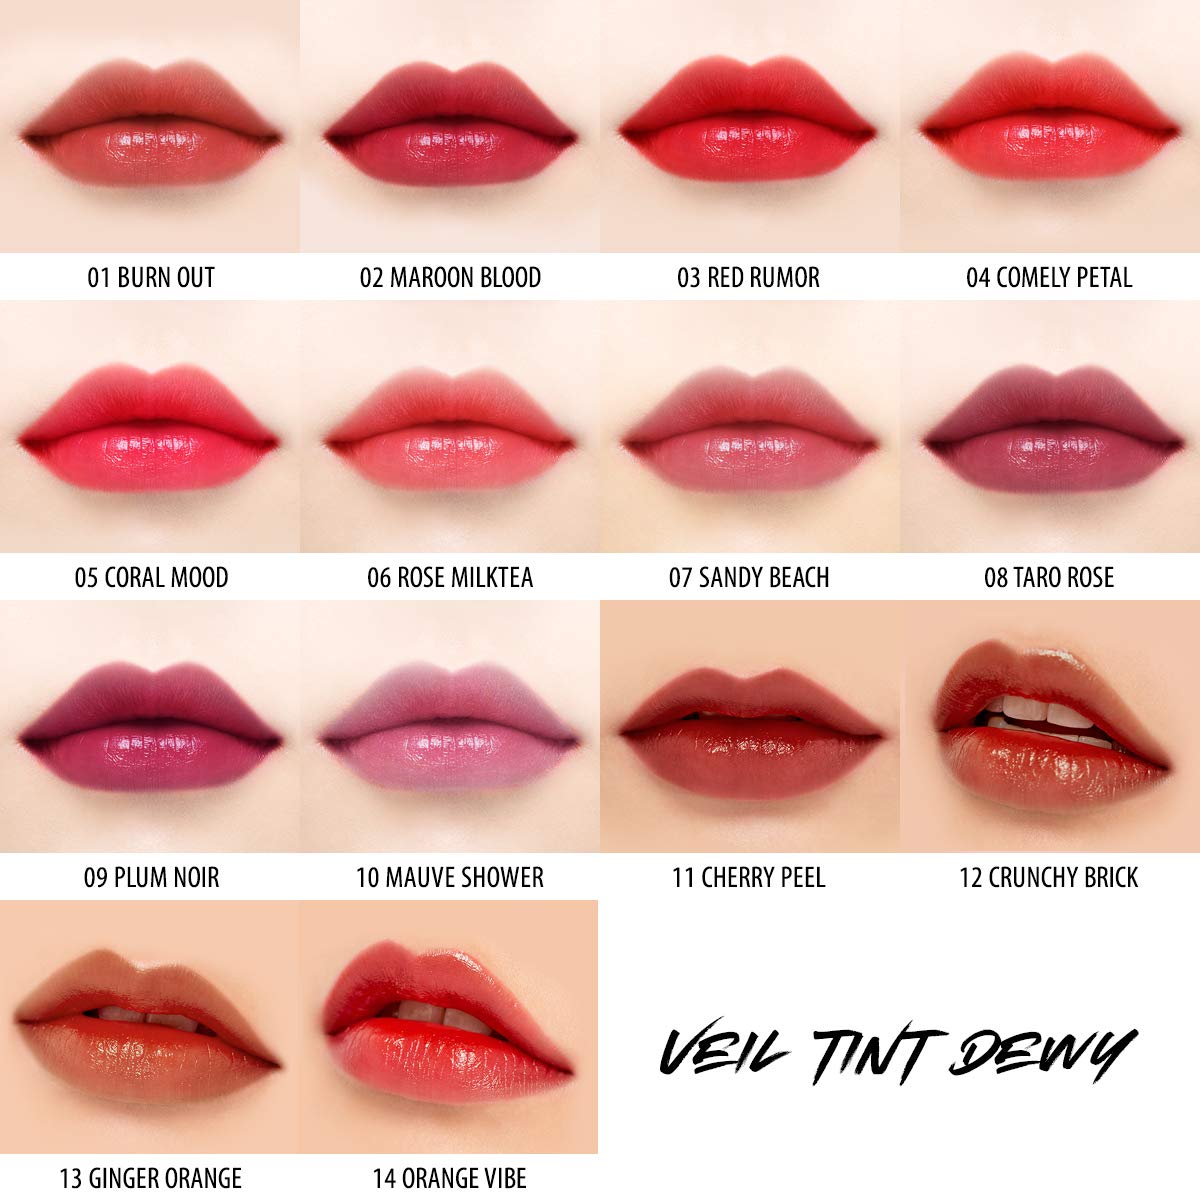 01 BURN OUT
02 MAROON BLOOD
03 RED RUMOR
04 COMELY PETAL
05 CORAL MOOD
06 ROSE MILKTEA
07 SANDY BEACH
08 TARO ROSE
09 PLUM NOIR
10 MAUVE SHOWER
11 CHERRY PEEL
12 CRUNCHY BRICK
13 GINGER ORANGE
14 ORANGE VIBE
VEIL TINT DEWY